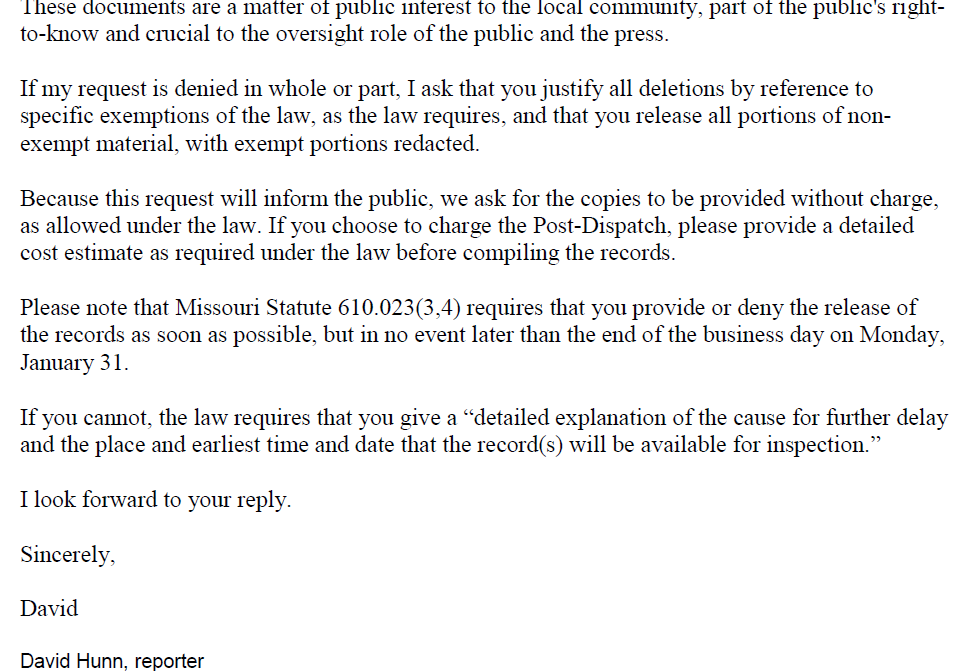 These documents are a matter of public interest to the local community, part of the public's right-
to-know and crucial to the oversight role of the public and the press.
If my request is denied in whole or part, I ask that you justify all deletions by reference to
specific exemptions of the law, as the law requires, and that you release all portions of non-
exempt material, with exempt portions redacted.
Because this request will inform the public, we ask for the copies to be provided without charge,
as allowed under the law. If you choose to charge the Post-Dispatch, please provide a detailed
cost estimate as required under the law before compiling the records.
Please note that Missouri Statute 610.023(3,4) requires that you provide or deny the release of
the records as soon as possible, but in no event later than the end of the business day on Monday,
January 31.
If you cannot, the law requires that you give a “detailed explanation of the cause for further delay
and the place and earliest time and date that the record(s) will be available for inspection.”
I look forward to your reply.
Sincerely,
David
David Hunn, reporter